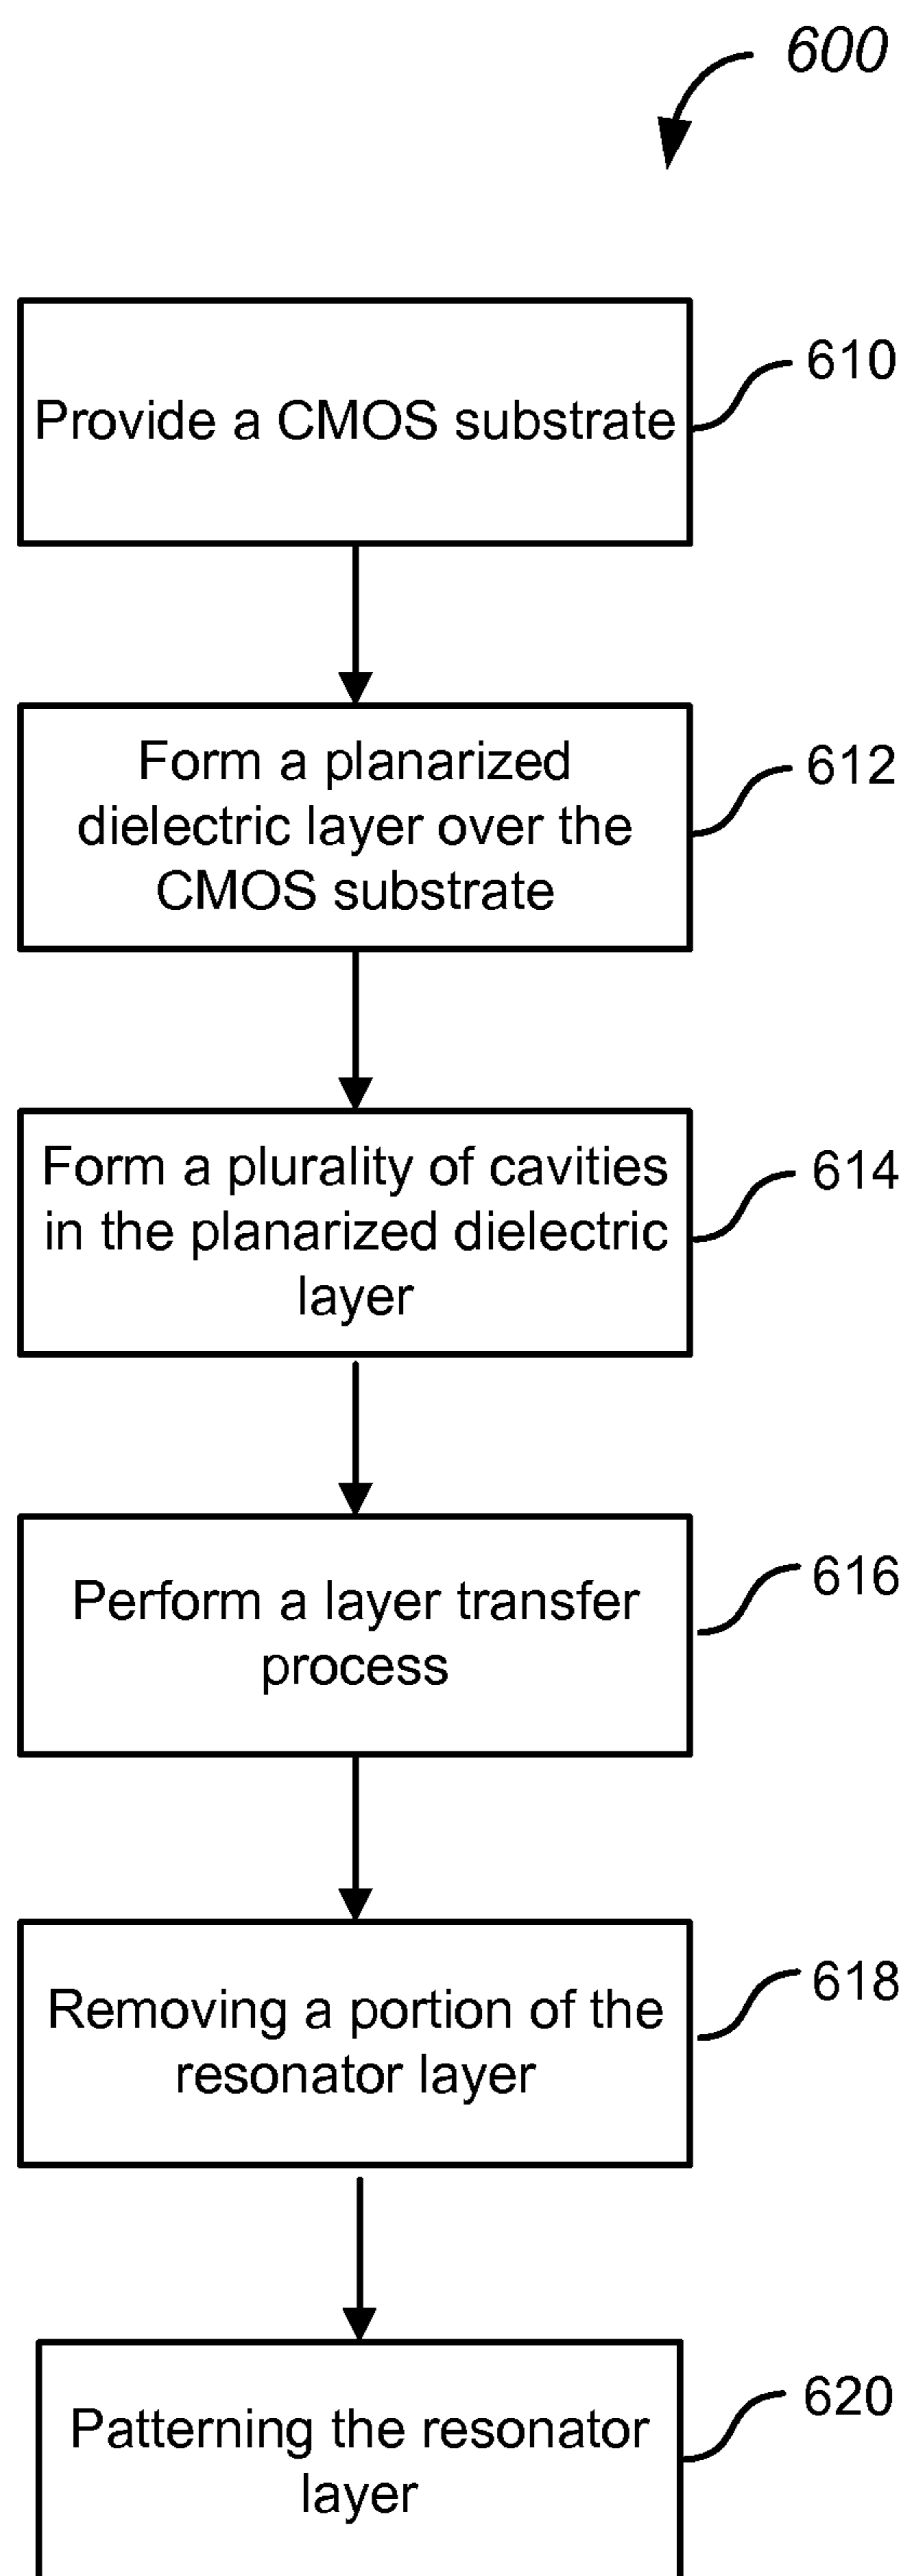 600
Provide a CMOS substrate
610
Form a planarized
dielectric layer over the
CMOS substrate
612
Form a plurality of cavities
in the planarized dielectric
layer
614
Perform a layer transfer
process
616
Removing a portion of the
resonator layer
618
Patterning the resonator
layer
620